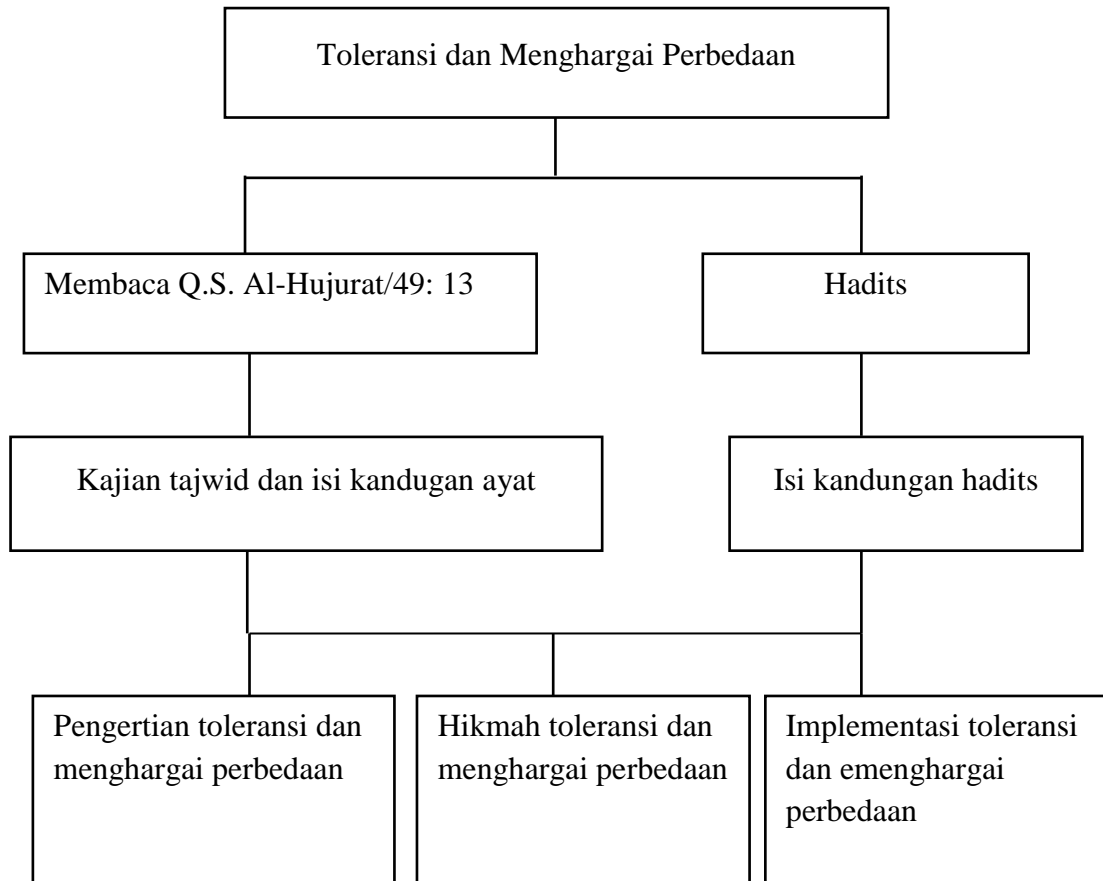 Toleransi dan Menghargai Perbedaan
Membaca Q.S. Al-Hujurat/49: 13
Hadits
Kajian tajwid dan isi kandugan ayat
Isi kandungan hadits
Pengertian toleransi dan
menghargai perbedaan
Hikmah toleransi dan
menghargai perbedaan
Implementasi toleransi
dan emenghargai
perbedaan